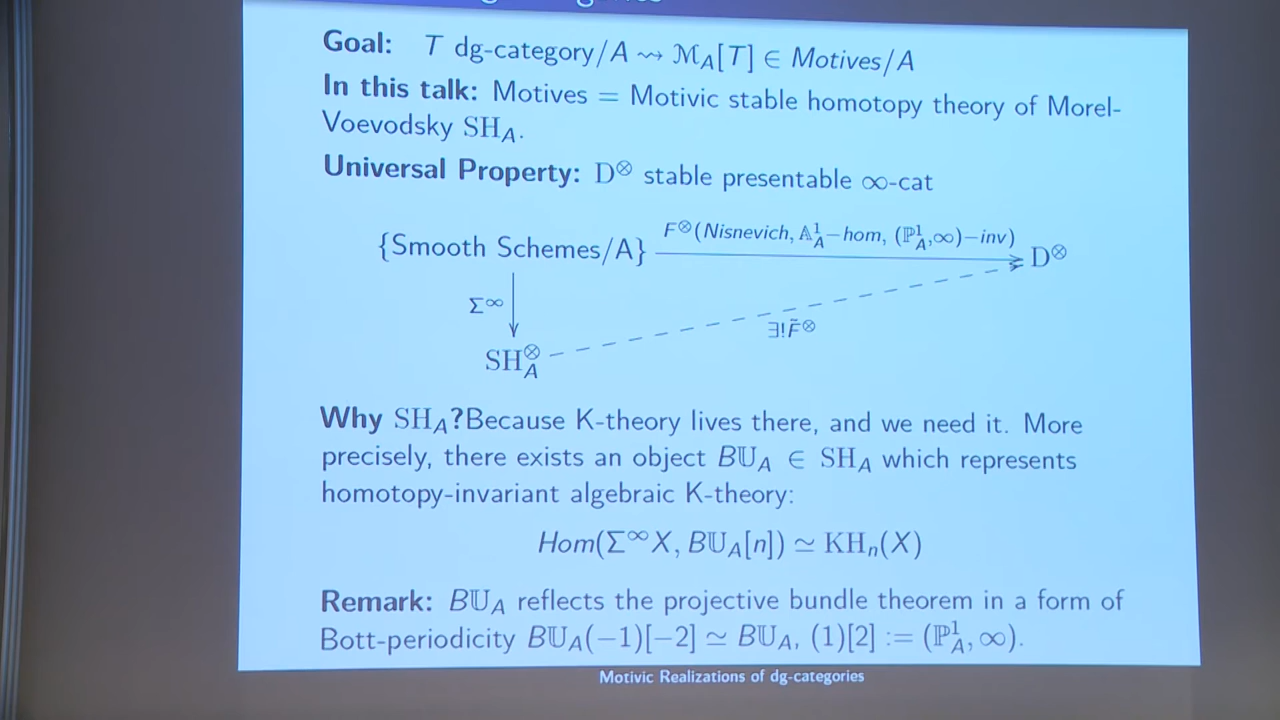 Goal: T dg-category/A ⇝ ℳ_A[T] ∈ Motives/A
In this talk: Motives = Motivic stable homotopy theory of Morel-
Voevodsky SH_A.
Universal Property: D^⊗ stable presentable ∞-cat
F^⊗(Nisnevich, 𝔸^1_A−hom, (ℙ^1_A,∞)−inv)
{Smooth Schemes/A}
D^⊗
Σ^∞
∃!F̃^⊗
SH^⊗_A
Why SH_A?Because K-theory lives there, and we need it. More
precisely, there exists an object B𝕌_A ∈ SH_A which represents
homotopy-invariant algebraic K-theory:
Hom(Σ^∞X, B𝕌_A[n]) ≃ KH_n(X)
Remark: B𝕌_A reflects the projective bundle theorem in a form of
Bott-periodicity B𝕌_A(−1)[−2] ≃ B𝕌_A, (1)[2] := (ℙ^1_A, ∞).
Motivic Realizations of dg-categories